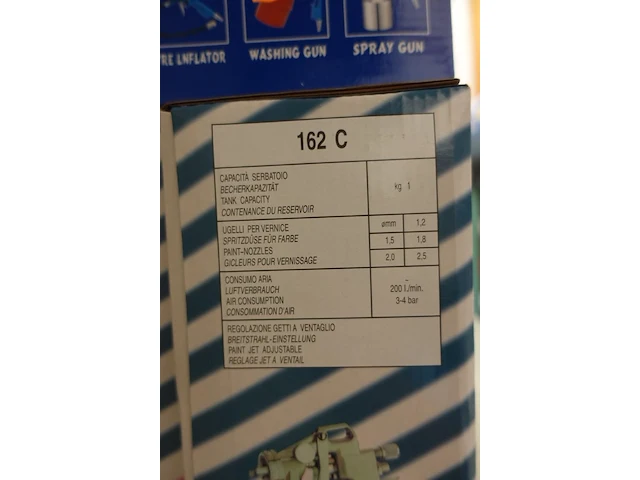 RE LNFLATOR
WASHING GUN
SPRAY GUN
162 C
CAPACITÀ SERBATOIO
BECHERKAPAZITÄT
TANK CAPACITY
CONTENANCE DU RESERVOIR
kg 1
UGELLI PER VERNICE
SPRITZDÜSE FÜR FARBE
PAINT-NOZZLES
GICLEURS POUR VERNISSAGE
ømm 1,2
1,5 1,8
2,0 2,5
CONSUMO ARIA
LUFTVERBRAUCH
AIR CONSUMPTION
CONSOMMATION D'AIR
200 l./min.
3-4 bar
REGOLAZIONE GETTI A VENTAGLIO
BREITSTRAHL-EINSTELLUNG
PAINT JET ADJUSTABLE
REGLAGE JET A VENTAIL